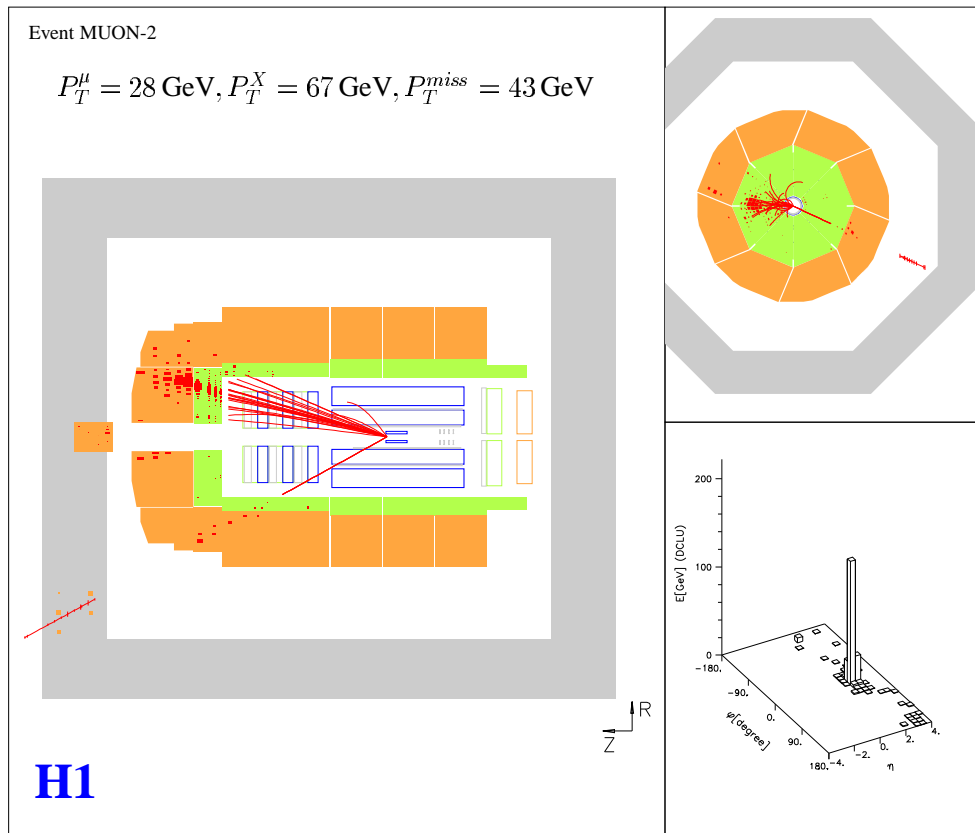 Event MUON-2
P_T^μ = 28 GeV, P_T^X = 67 GeV, P_T^miss = 43 GeV
R
Z
H1
E[GeV] (DCLU)
200
100
0
-180.
-90.
0.
90.
180.
φ[degree]
-4.
-2.
0.
2.
4.
η